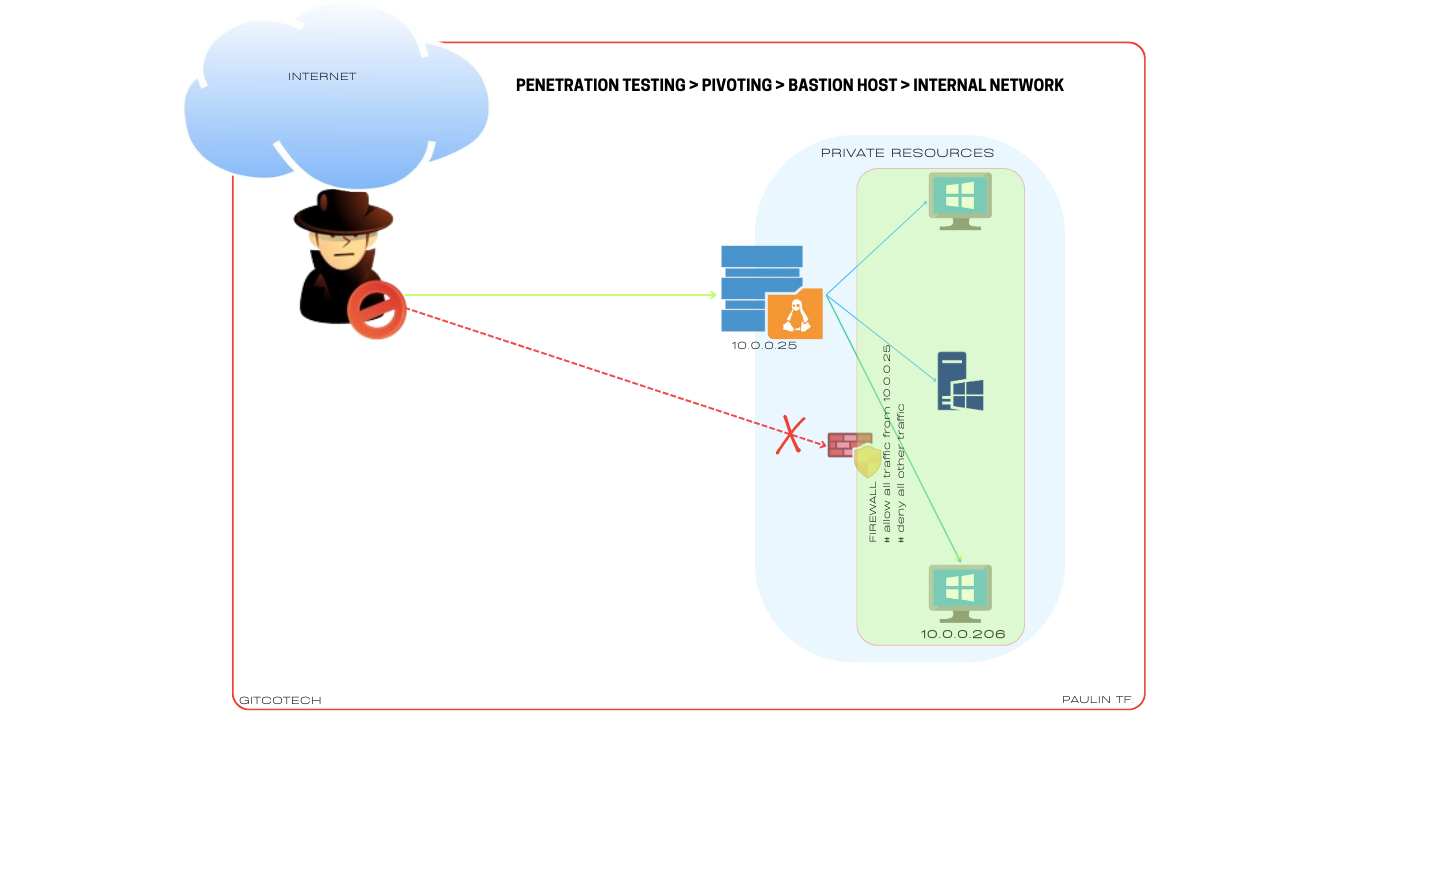 INTERNET
PENETRATION TESTING > PIVOTING > BASTION HOST > INTERNAL NETWORK
PRIVATE RESOURCES
10.0.0.25
FIREWALL
# allow all traffic from 10.0.0.25
# deny all other traffic
10.0.0.206
GITCOTECH
PAULIN TF.